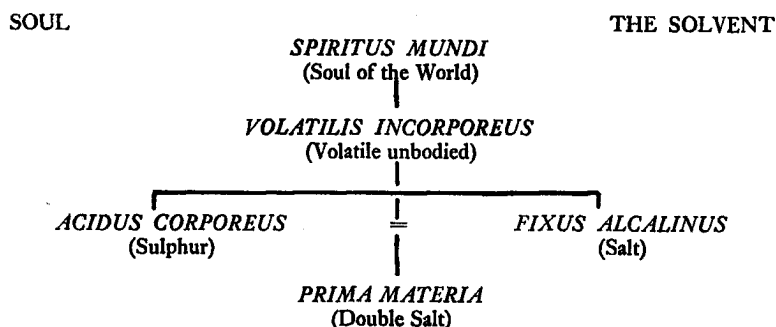 SOUL THE SOLVENT
SPIRITUS MUNDI
(Soul of the World)
VOLATILIS INCORPOREUS
(Volatile unbodied)
ACIDUS CORPOREUS = FIXUS ALCALINUS
(Sulphur) (Salt)
PRIMA MATERIA
(Double Salt)